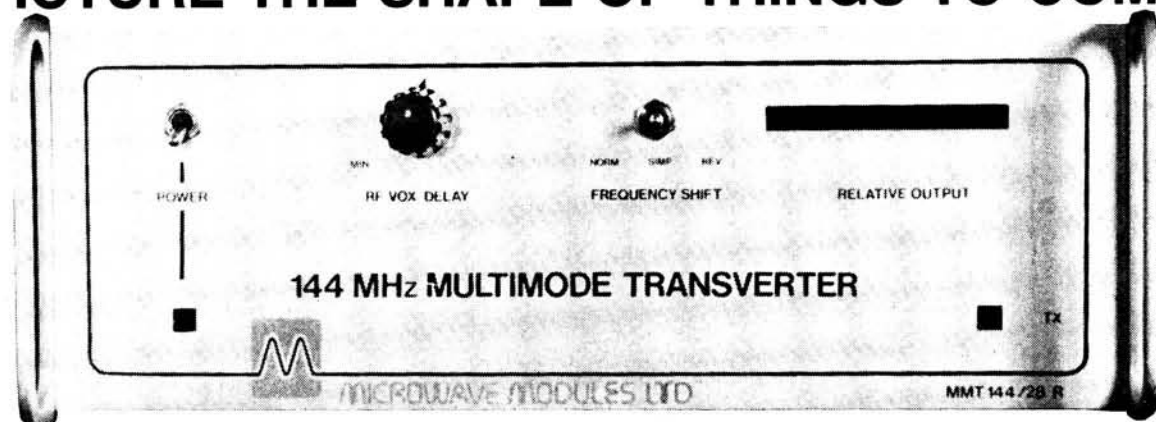 THE SHAPE OF THINGS TO COM
MIN
NORM SIMP REV
POWER
RF VOX DELAY
FREQUENCY SHIFT
RELATIVE OUTPUT
144 MHz MULTIMODE TRANSVERTER
TX
MICROWAVE MODULES LTD
MMT 144/28 R